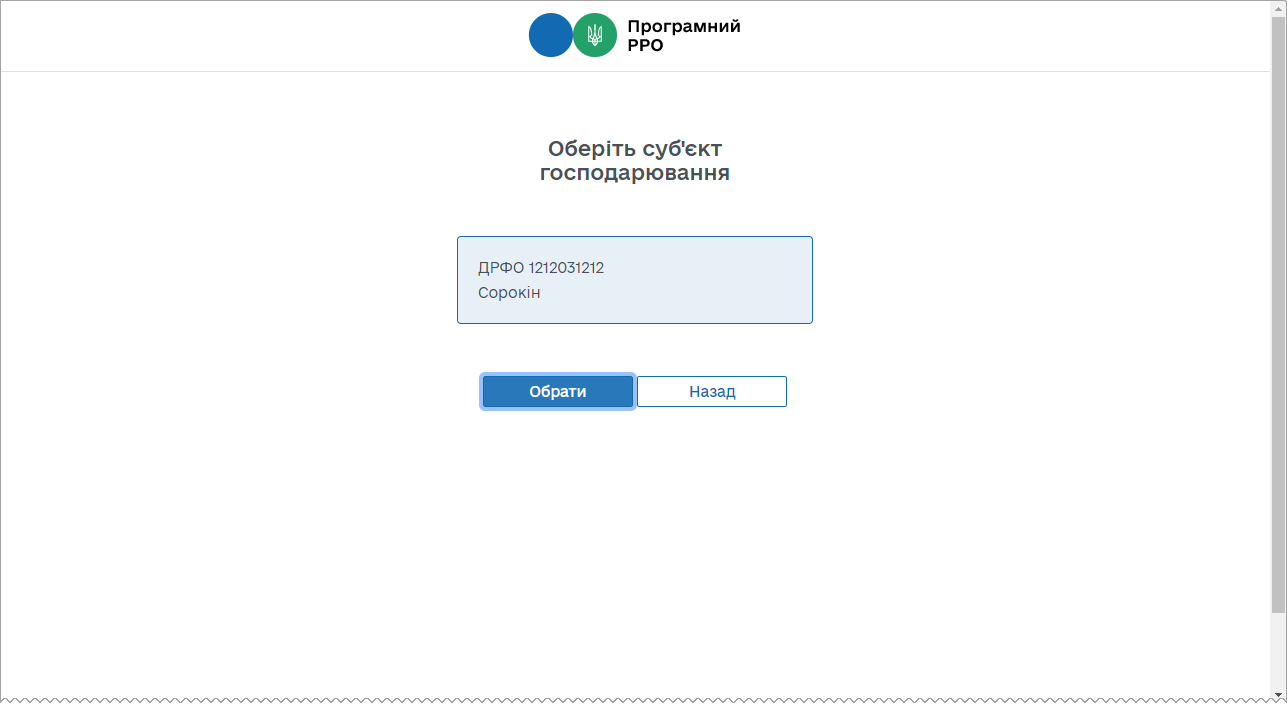 Програмний
РРО
Оберіть суб'єкт
господарювання
ДРФО 1212031212
Сорокін
Обрати
Назад